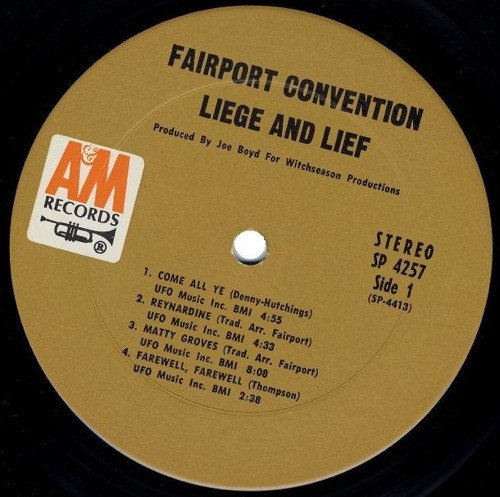 FAIRPORT CONVENTION
LIEGE AND LIEF
Produced By Joe Boyd For Witchseason Productions
A&M
RECORDS
®
STEREO
SP 4257
Side 1
(SP-4413)
1. COME ALL YE (Denny-Hutchings)
UFO Music Inc. BMI 4:55
2. REYNARDINE (Trad. Arr. Fairport)
UFO Music Inc. BMI 4:33
3. MATTY GROVES (Trad. Arr. Fairport)
UFO Music Inc. BMI 8:08
4. FAREWELL, FAREWELL (Thompson)
UFO Music Inc. BMI 2:38